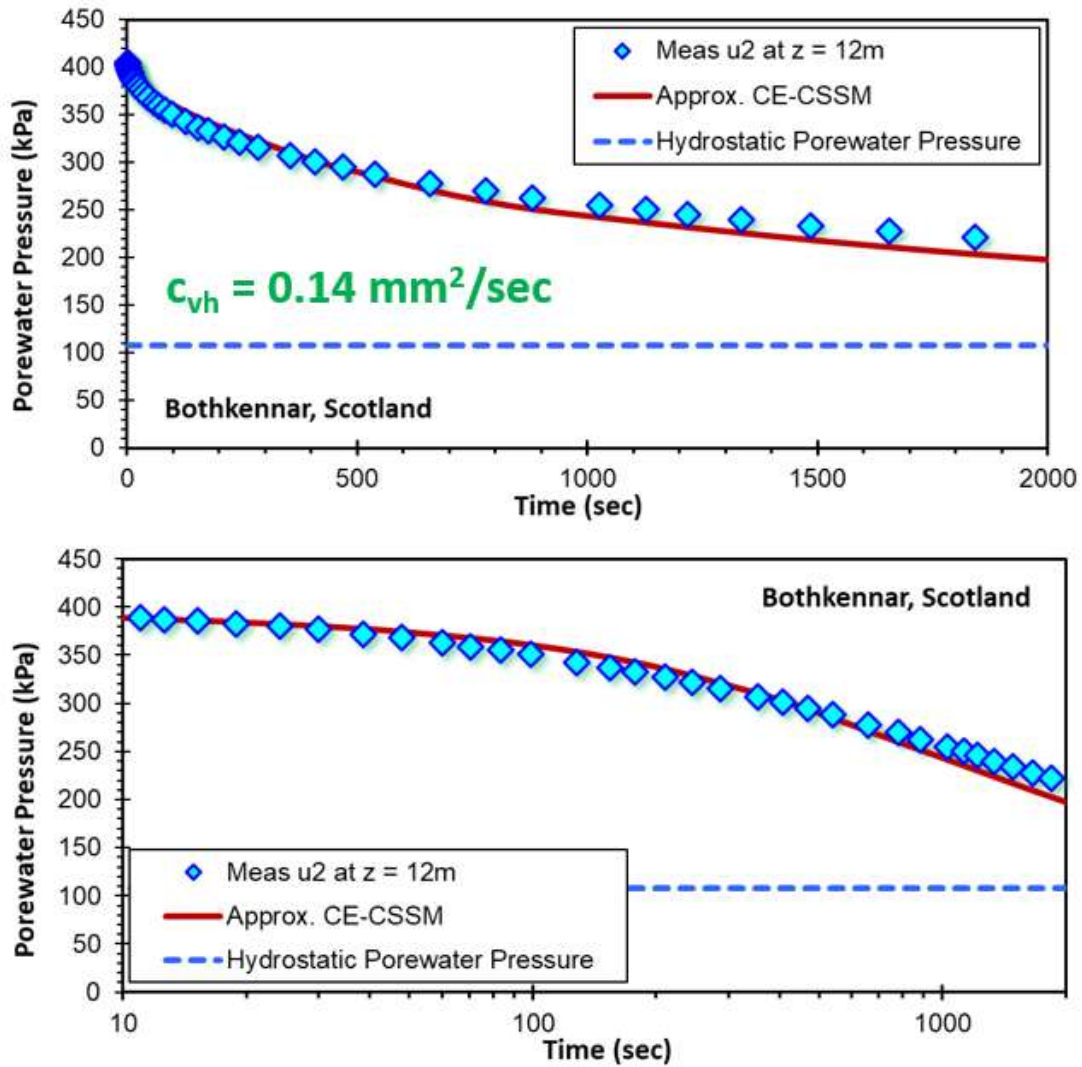 450
400
350
300
250
200
150
100
50
0
Porewater Pressure (kPa)
Meas u2 at z = 12m
Approx. CE-CSSM
Hydrostatic Porewater Pressure
c_vh = 0.14 mm²/sec
Bothkennar, Scotland
0 500 1000 1500 2000
Time (sec)
450
400
350
300
250
200
150
100
50
0
Porewater Pressure (kPa)
Bothkennar, Scotland
Meas u2 at z = 12m
Approx. CE-CSSM
Hydrostatic Porewater Pressure
10 100 1000
Time (sec)